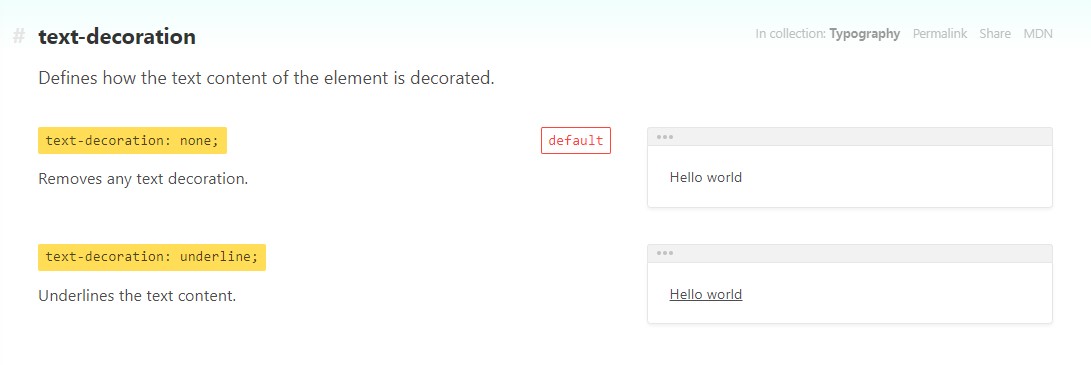 # text-decoration
In collection: Typography Permalink Share MDN
Defines how the text content of the element is decorated.
text-decoration: none;
default
Removes any text decoration.
Hello world
text-decoration: underline;
Underlines the text content.
Hello world